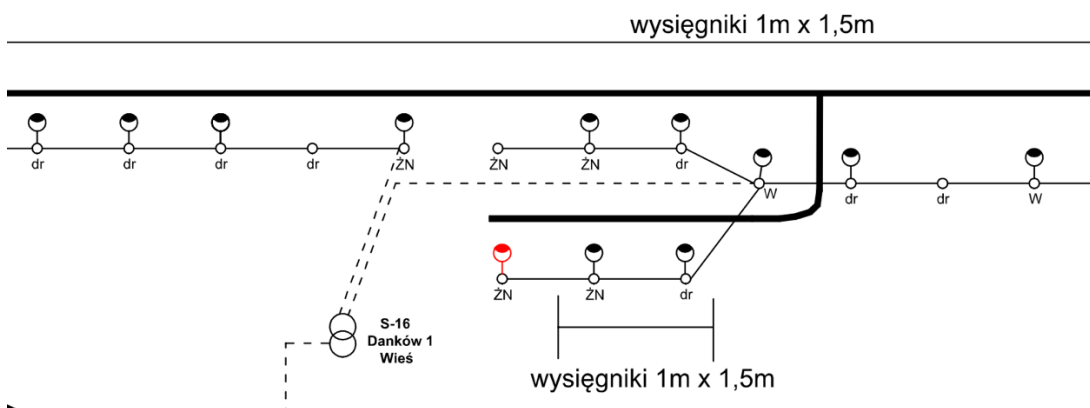 wysięgniki 1m x 1,5m
dr dr dr dr ŻN ŻN ŻN dr
W dr dr W
ŻN ŻN dr
S-16
Danków 1
Wieś
wysięgniki 1m x 1,5m